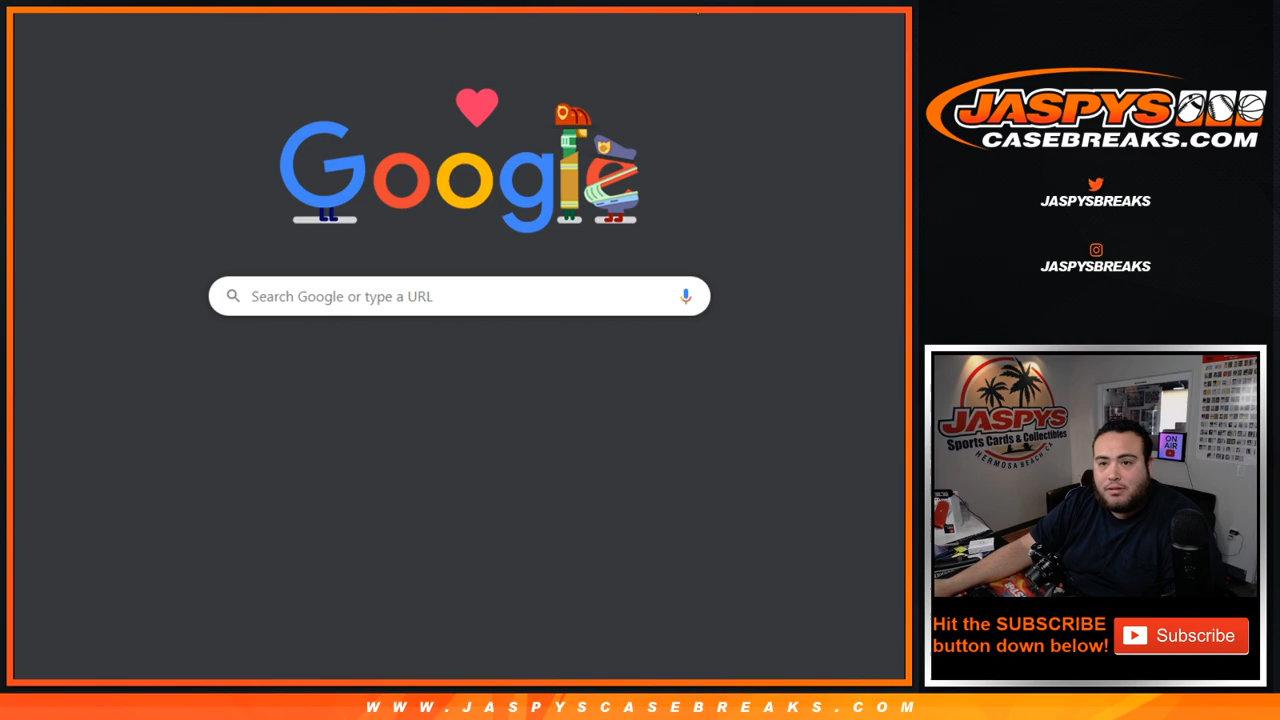 Google
Search Google or type a URL
JASPYS
CASEBREAKS.COM
JASPYSBREAKS
JASPYSBREAKS
JASPYS
Sports Cards & Collectibles
HERMOSA BEACH, CA
ON
AIR
Hit the SUBSCRIBE
button down below!
Subscribe
WWW.JASPYSCASEBREAKS.COM